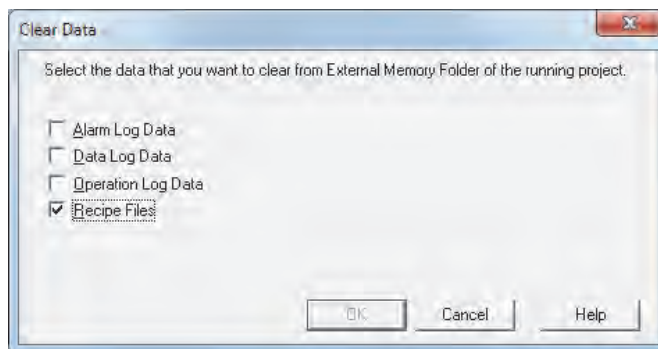 Clear Data
Select the data that you want to clear from External Memory Folder of the running project.
Alarm Log Data
Data Log Data
Operation Log Data
Recipe Files
OK Cancel Help